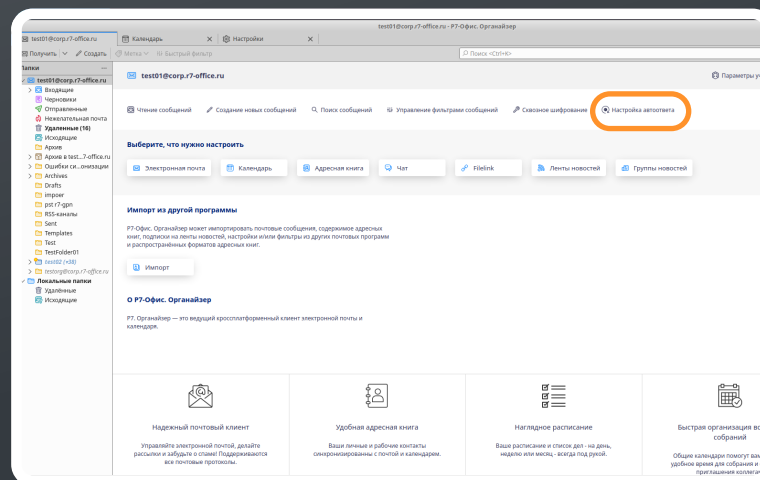 test01@corp.r7-office.ru - Р7-Офис. Органайзер
test01@corp.r7-office.ru
Календарь
Настройки
Получить
Создать
Метка
Быстрый фильтр
Поиск <Ctrl+K>
Папки
test01@corp.r7-office.ru
Входящие
Черновики
Отправленные
Нежелательная почта
Удаленные (16)
Исходящие
Архив
Архив в test...7-office.ru
Ошибки си...онизации
Archives
Drafts
impoer
pst r7-gpn
RSS-каналы
Sent
Templates
Test
TestFolder01
test02 (+38)
testorg@corp.r7-office.ru
Локальные папки
Удалённые
Исходящие
test01@corp.r7-office.ru
Параметры уч
Чтение сообщений
Создание новых сообщений
Поиск сообщений
Управление фильтрами сообщений
Сквозное шифрование
Настройка автоответа
Выберите, что нужно настроить
Электронная почта
Календарь
Адресная книга
Чат
Filelink
Ленты новостей
Группы новостей
Импорт из другой программы
Р7-Офис. Органайзер может импортировать почтовые сообщения, содержимое адресных
книг, подписки на ленты новостей, настройки и/или фильтры из других почтовых программ
и распространённых форматов адресных книг.
Импорт
О Р7-Офис. Органайзер
Р7. Органайзер — это ведущий кроссплатформенный клиент электронной почты и
календаря.
Надежный почтовый клиент
Управляйте электронной почтой, делайте
рассылки и забудьте о спаме! Поддерживаются
все почтовые протоколы.
Удобная адресная книга
Ваши личные и рабочие контакты
синхронизированны с почтой и календарем.
Наглядное расписание
Ваше расписание и список дел - на день,
неделю или месяц - всегда под рукой.
Быстрая организация вс
собраний
Общие календари помогут вам
удобное время для собрания и
приглашения коллега